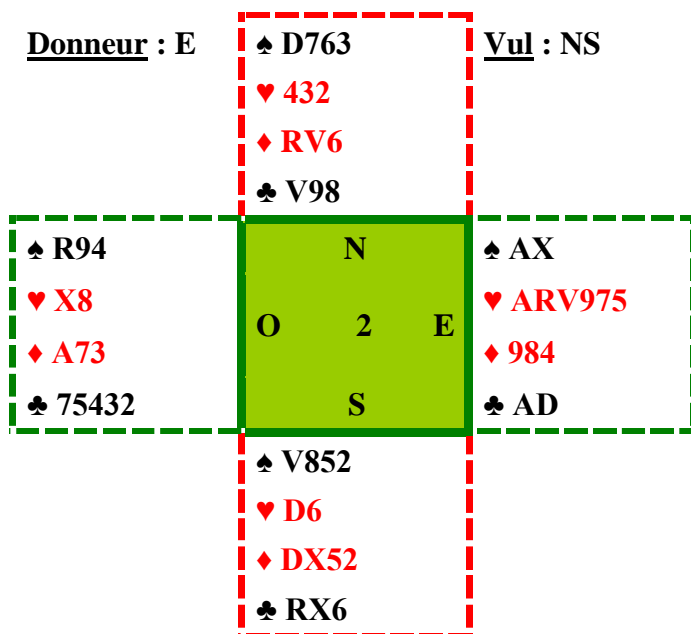 Donneur : E
♠ D763
♥ 432
♦ RV6
♣ V98
Vul : NS
♠ R94
♥ X8
♦ A73
♣ 75432
N
O 2 E
S
♠ AX
♥ ARV975
♦ 984
♣ AD
♠ V852
♥ D6
♦ DX52
♣ RX6